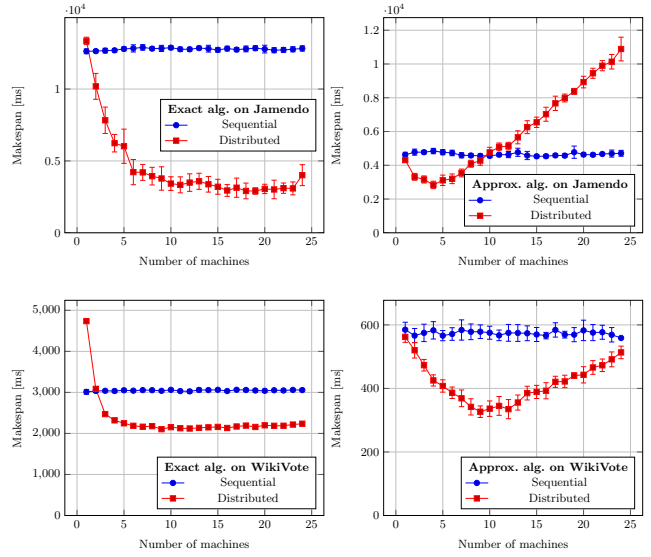 ·10⁴
1
0.5
0
Makespan [ms]
Exact alg. on Jamendo
Sequential
Distributed
0 5 10 15 20 25
Number of machines
·10⁴
1.2
1
0.8
0.6
0.4
0.2
0
Makespan [ms]
Approx. alg. on Jamendo
Sequential
Distributed
0 5 10 15 20 25
Number of machines
5,000
4,000
3,000
2,000
1,000
0
Makespan [ms]
Exact alg. on WikiVote
Sequential
Distributed
0 5 10 15 20 25
Number of machines
600
400
200
0
Makespan [ms]
Approx. alg. on WikiVote
Sequential
Distributed
0 5 10 15 20 25
Number of machines